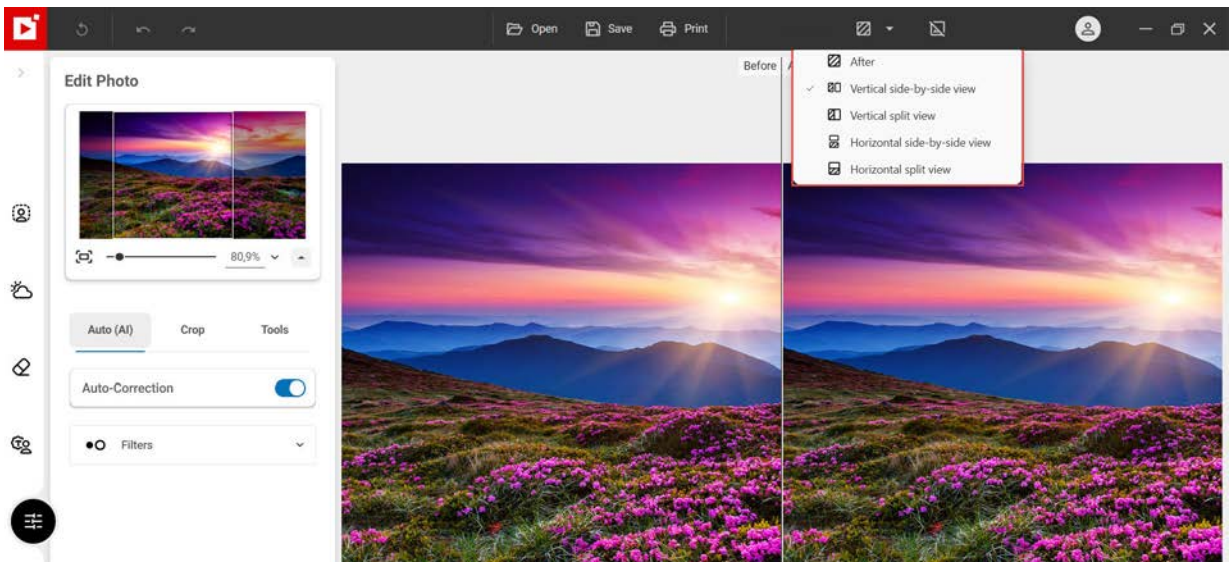 Open Save Print
Edit Photo
Before
After
Vertical side-by-side view
Vertical split view
Horizontal side-by-side view
Horizontal split view
80,9%
Auto (AI) Crop Tools
Auto-Correction
Filters